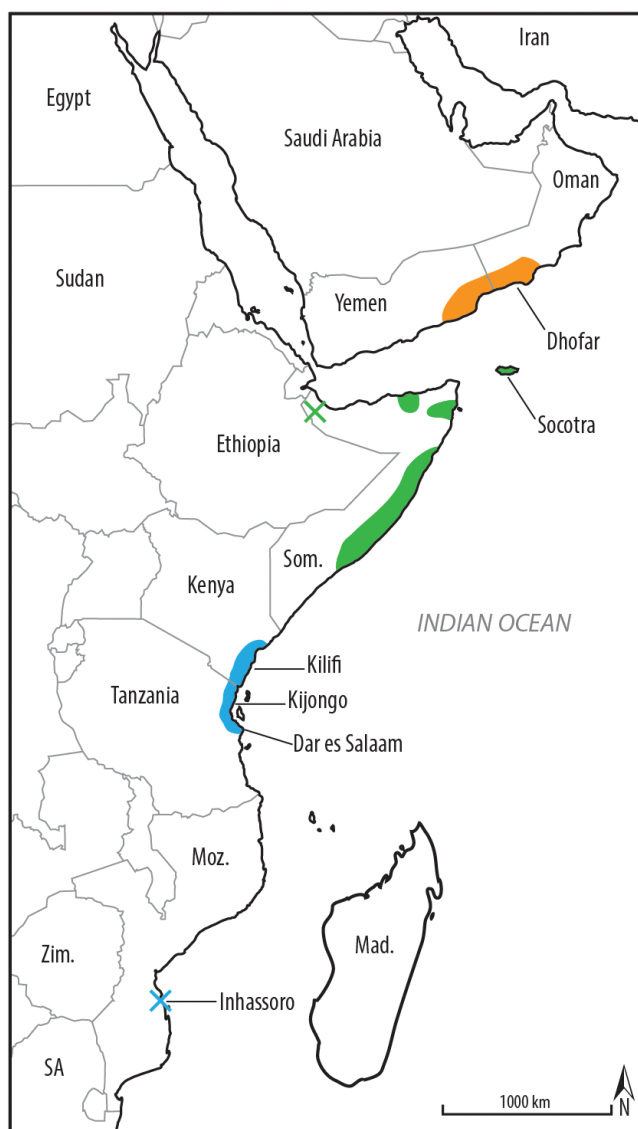 Iran
Egypt
Saudi Arabia
Oman
Sudan
Yemen
Dhofar
Socotra
Ethiopia
Som.
Kenya
INDIAN OCEAN
Kilifi
Tanzania
Kijongo
Dar es Salaam
Moz.
Mad.
Zim.
Inhassoro
SA
1000 km
N